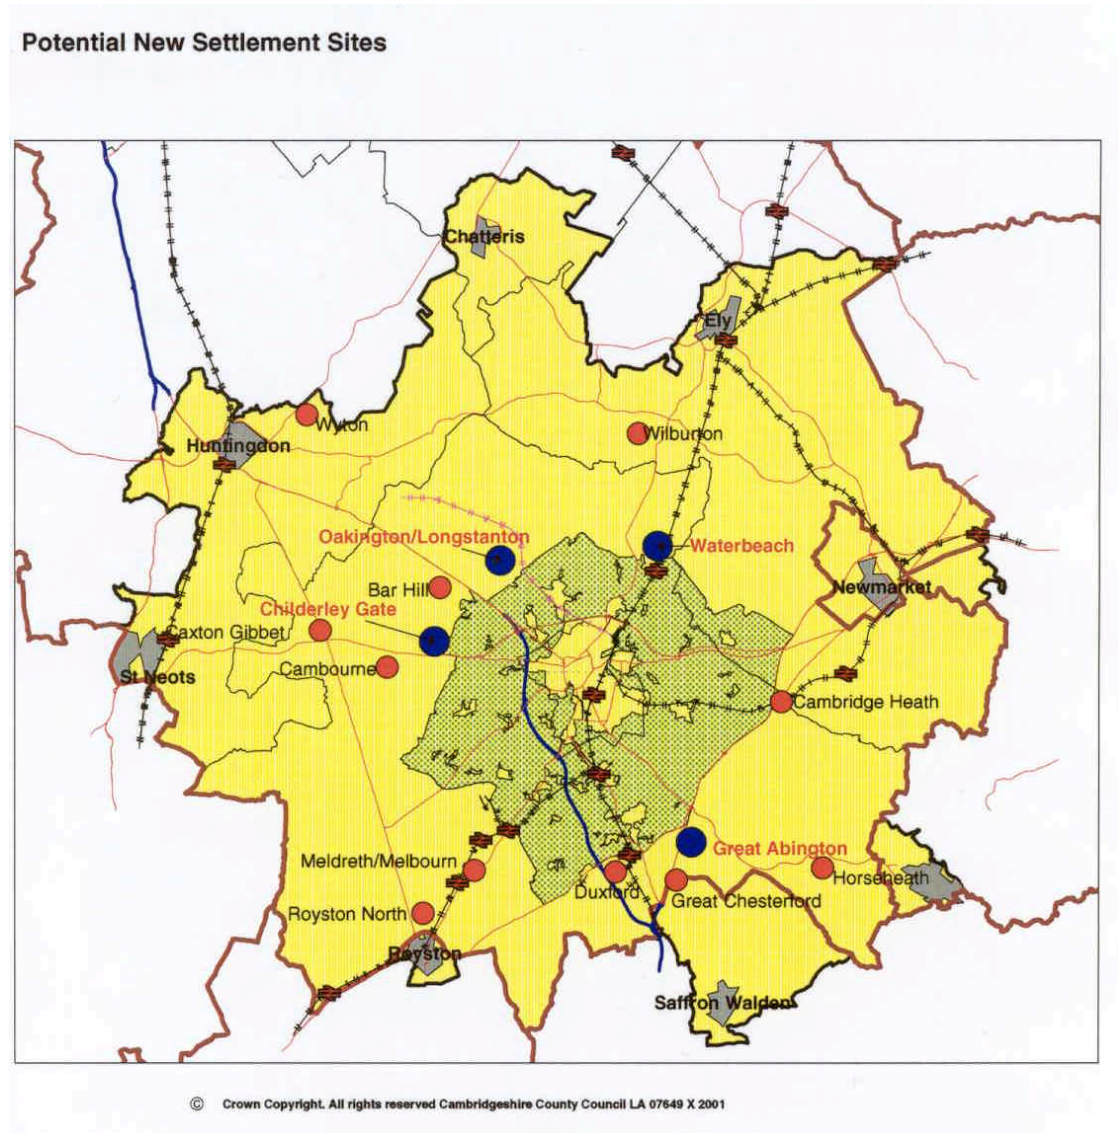 Potential New Settlement Sites
Chatteris
Ely
Wyton
Wilburton
Huntingdon
Oakington/Longstanton
Waterbeach
Bar Hill
Newmarket
Childerley Gate
Caxton Gibbet
Cambourne
St Neots
Cambridge Heath
Great Abington
Meldreth/Melbourn
Horseheath
Duxford
Great Chesterford
Royston North
Royston
Saffron Walden
© Crown Copyright. All rights reserved Cambridgeshire County Council LA 07649 X 2001